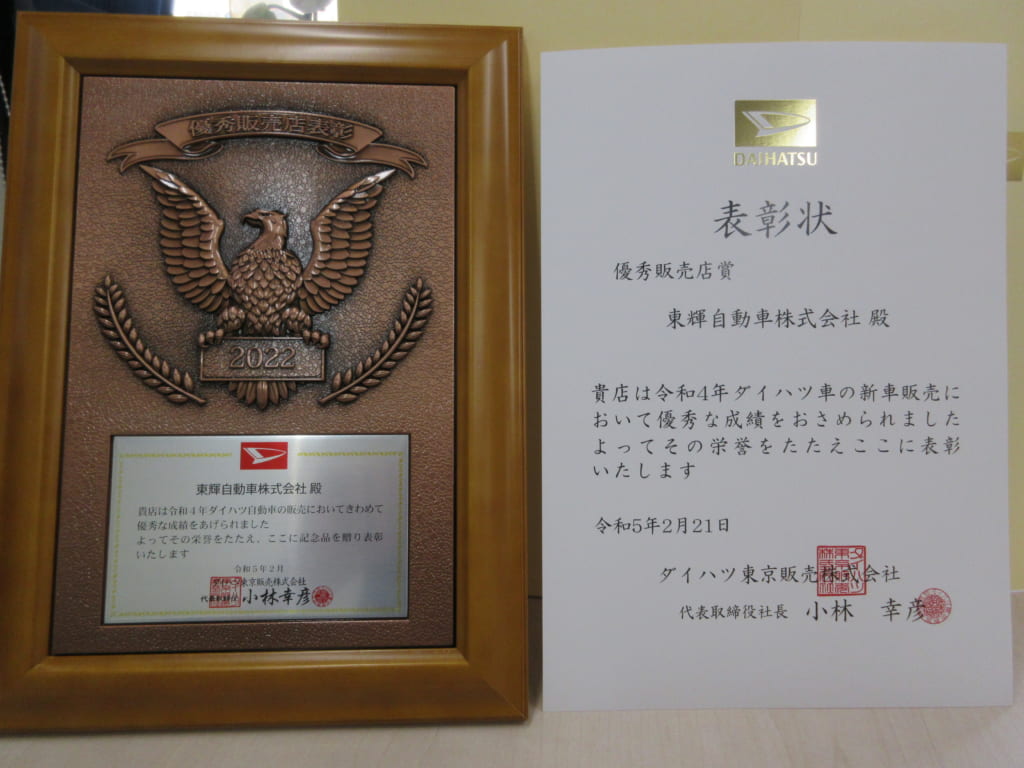 優秀販売店表彰
2022
東輝自動車株式会社 殿
貴店は令和4年ダイハツ自動車の販売においてきわめて
優秀な成績をあげられました
よってその栄誉をたたえ、ここに記念品を贈り表彰
いたします
令和5年2月
ダイハツ東京販売株式会社
代表取締役 小林幸彦
DAIHATSU
表彰状
優秀販売店賞
東輝自動車株式会社 殿
貴店は令和4年ダイハツ車の新車販売に
おいて優秀な成績をおさめられました
よってその栄誉をたたえここに表彰
いたします
令和5年2月21日
ダイハツ東京販売株式会社
代表取締役社長 小林 幸彦